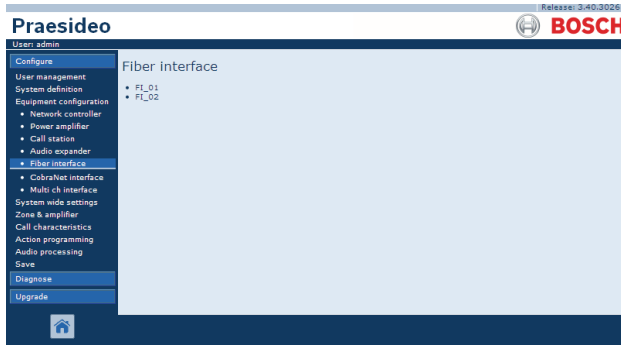 Release: 3.40.3026
Praesideo
BOSCH
User: admin
Configure
User management
System definition
Equipment configuration
• Network controller
• Power amplifier
• Call station
• Audio expander
• Fiber interface
• CobraNet interface
• Multi ch interface
System wide settings
Zone & amplifier
Call characteristics
Action programming
Audio processing
Save
Diagnose
Upgrade
Fiber interface
• FI_01
• FI_02